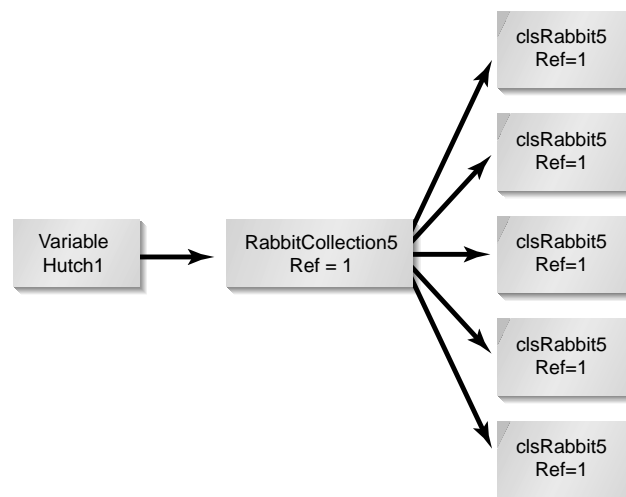 Variable
Hutch1
RabbitCollection5
Ref = 1
clsRabbit5
Ref=1
clsRabbit5
Ref=1
clsRabbit5
Ref=1
clsRabbit5
Ref=1
clsRabbit5
Ref=1